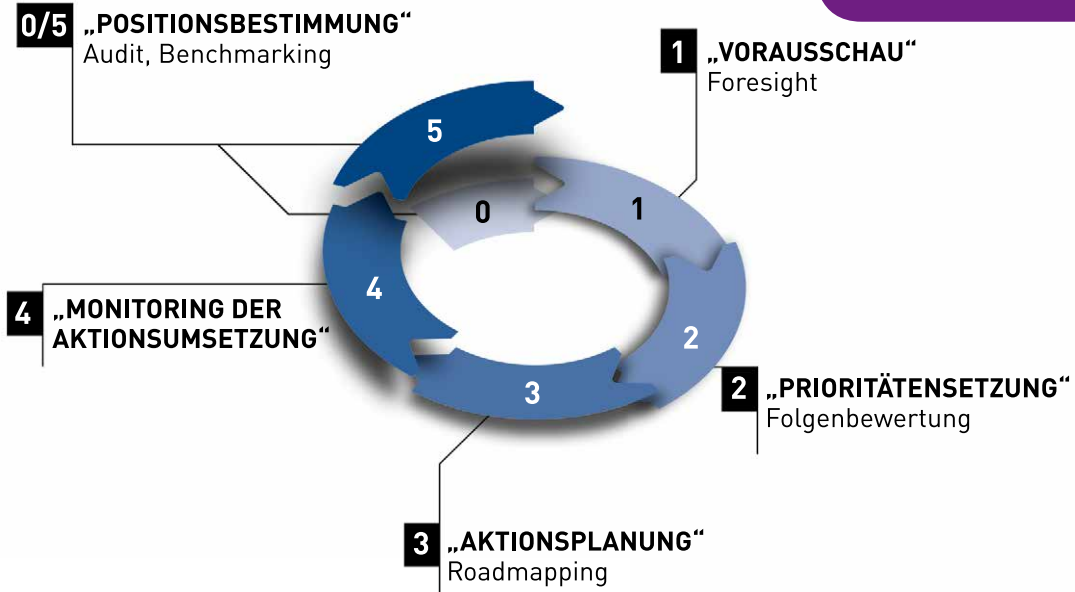 0/5 „POSITIONSBESTIMMUNG“
Audit, Benchmarking
1 „VORAUSSCHAU“
Foresight
5
0
1
4
2
3
4 „MONITORING DER
AKTIONSUMSETZUNG“
2 „PRIORITÄTENSETZUNG“
Folgenbewertung
3 „AKTIONSPLANUNG“
Roadmapping